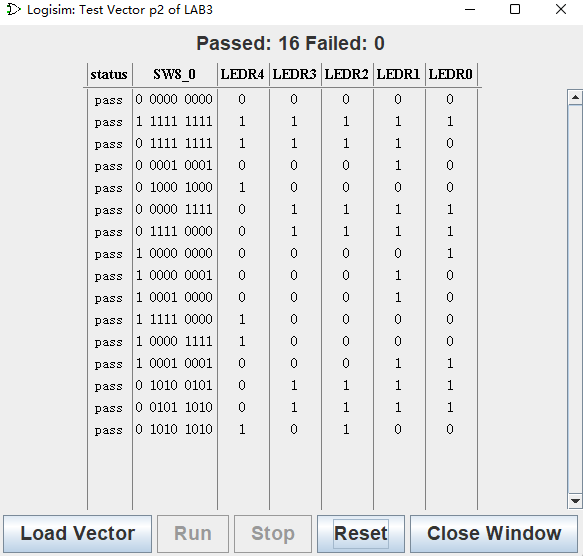 Logisim: Test Vector p2 of LAB3
Passed: 16 Failed: 0
status SW8_0 LEDR4 LEDR3 LEDR2 LEDR1 LEDR0
pass 0 0000 0000 0 0 0 0 0
pass 1 1111 1111 1 1 1 1 1
pass 0 1111 1111 1 1 1 1 0
pass 0 0001 0001 0 0 0 1 0
pass 0 1000 1000 1 0 0 0 0
pass 0 0000 1111 0 1 1 1 1
pass 0 1111 0000 0 1 1 1 1
pass 1 0000 0000 0 0 0 0 1
pass 1 0000 0001 0 0 0 1 0
pass 1 0001 0000 0 0 0 1 0
pass 1 1111 0000 1 0 0 0 0
pass 1 0000 1111 1 0 0 0 0
pass 1 0001 0001 0 0 0 1 1
pass 0 1010 0101 0 1 1 1 1
pass 0 0101 1010 0 1 1 1 1
pass 0 1010 1010 1 0 1 0 0
Load Vector Run Stop Reset Close Window